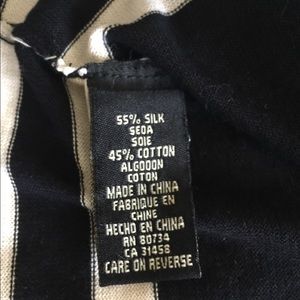 55% SILK
SEDA
SOIE
45% COTTON
ALGODON
COTON
MADE IN CHINA
FABRIQUE EN
CHINE
HECHO EN CHINA
RN 80734
CA 31458
CARE ON REVERSE